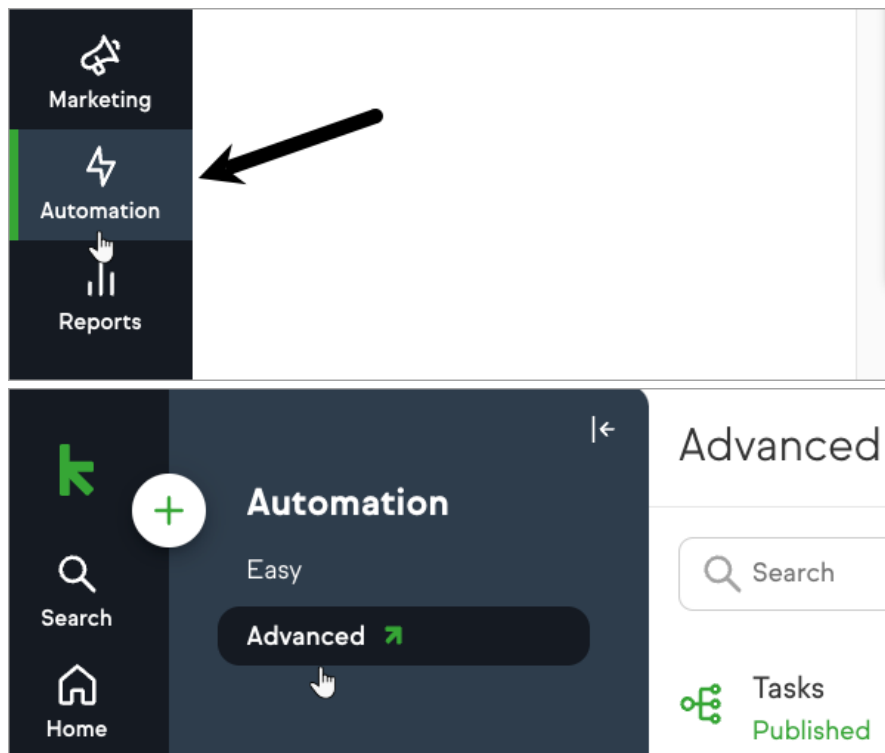 Marketing
Automation
Reports
Automation
Easy
Advanced
Search
Home
Advanced
Search
Tasks
Published